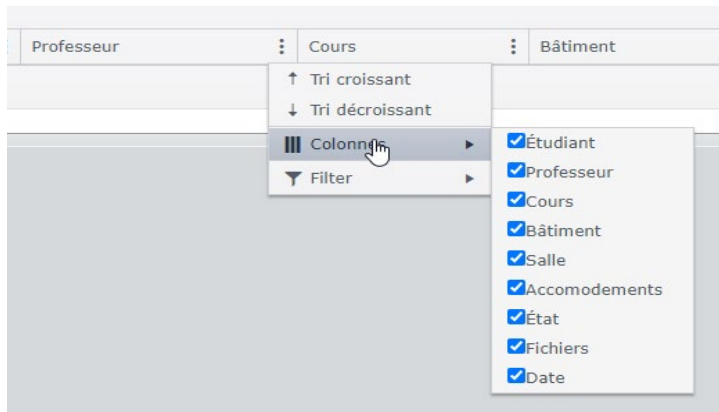 Professeur
Cours
Bâtiment
Tri croissant
Tri décroissant
Colonnes
Filter
Étudiant
Professeur
Cours
Bâtiment
Salle
Accomodements
État
Fichiers
Date